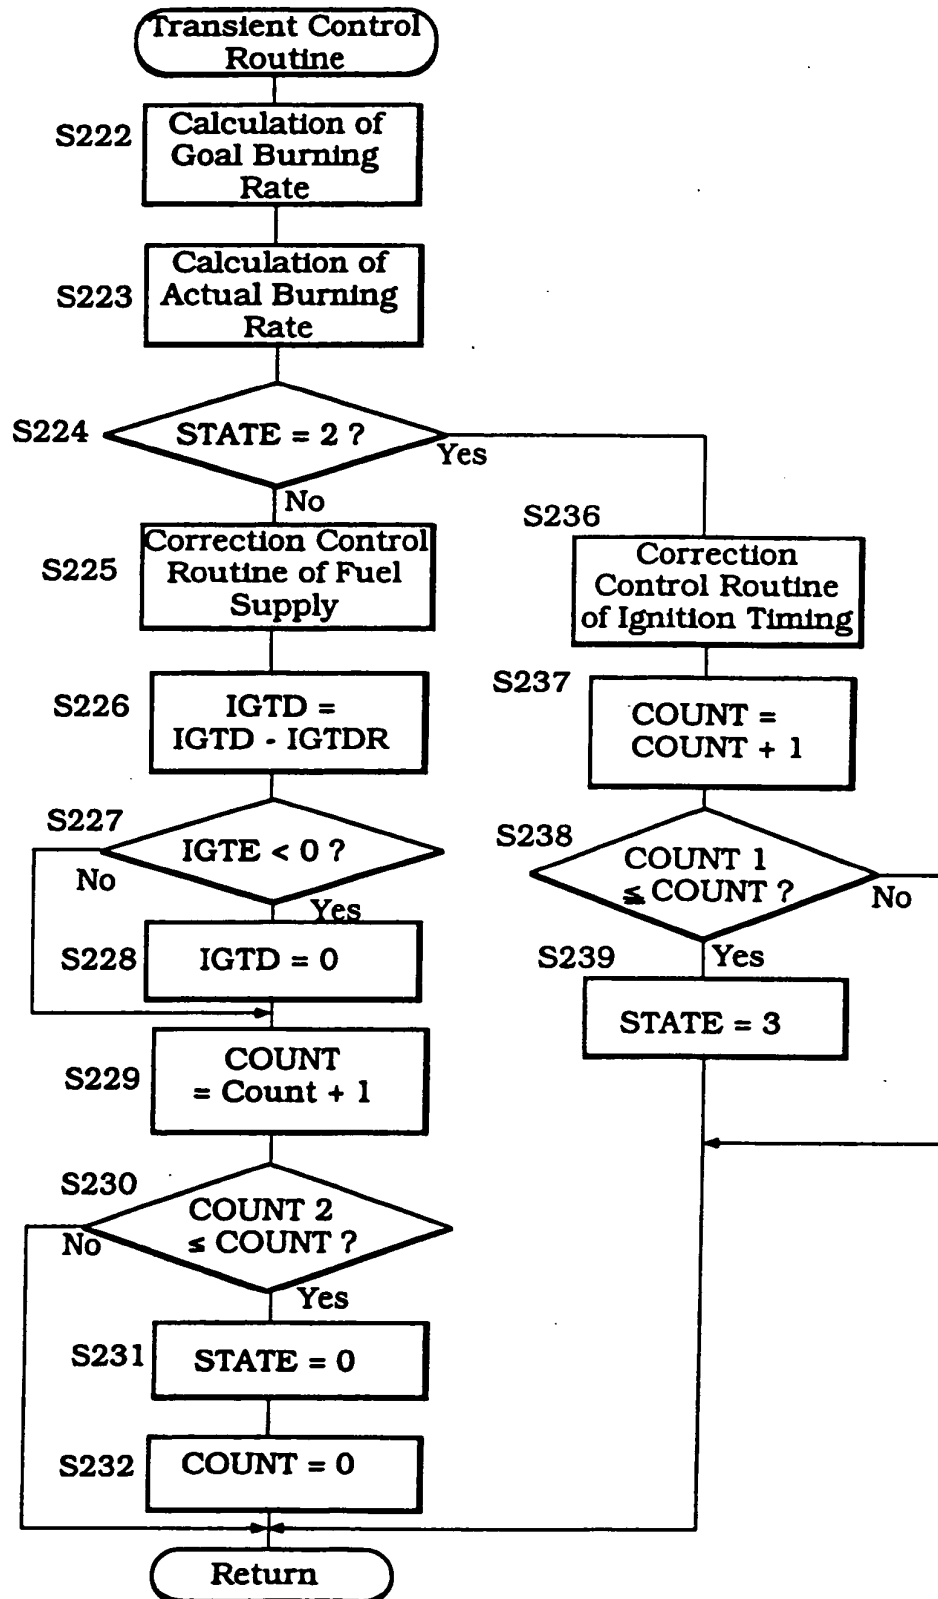 Transient Control
Routine
S222
Calculation of
Goal Burning
Rate
S223
Calculation of
Actual Burning
Rate
S224
STATE = 2 ?
Yes
No
S225
Correction Control
Routine of Fuel
Supply
S226
IGTD =
IGTD - IGTDR
S227
IGTE < 0 ?
No
Yes
S228
IGTD = 0
S229
COUNT
= Count + 1
S230
COUNT 2
≤ COUNT ?
No
Yes
S231
STATE = 0
S232
COUNT = 0
Return
S236
Correction
Control Routine
of Ignition Timing
S237
COUNT =
COUNT + 1
S238
COUNT 1
≦ COUNT ?
No
Yes
S239
STATE = 3